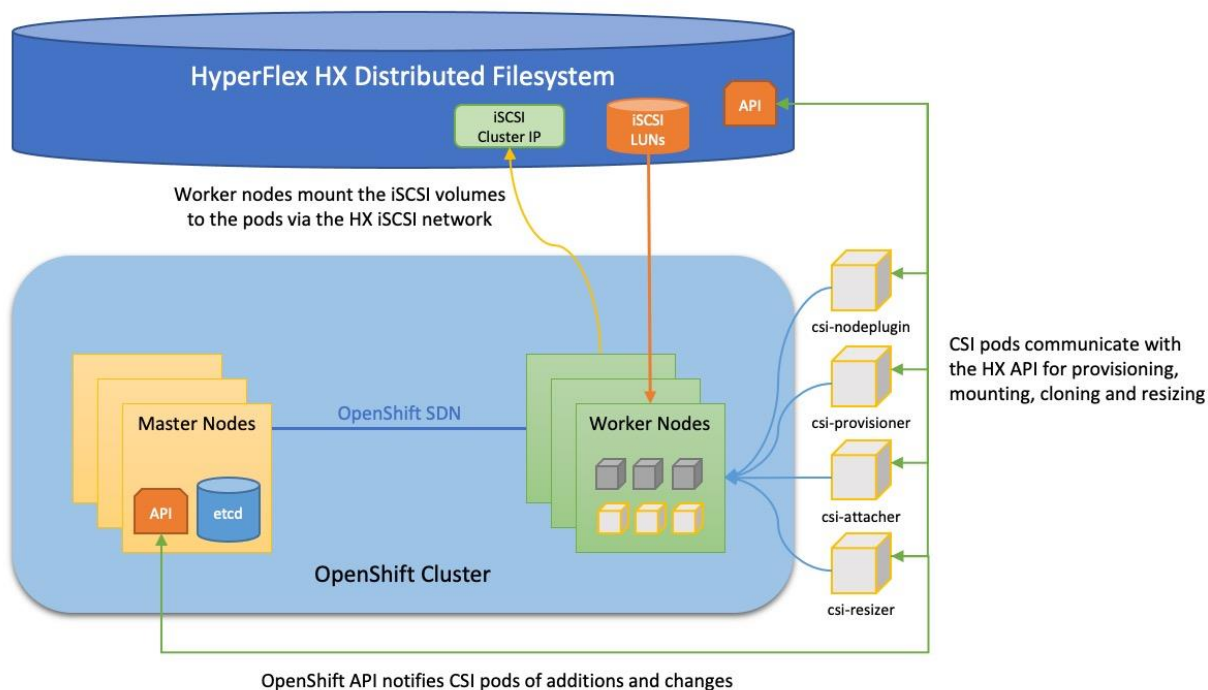 HyperFlex HX Distributed Filesystem
API
iSCSI
Cluster IP
iSCSI
LUNs
Worker nodes mount the iSCSI volumes
to the pods via the HX iSCSI network
csi-nodeplugin
CSI pods communicate with
the HX API for provisioning,
mounting, cloning and resizing
csi-provisioner
OpenShift SDN
Master Nodes
Worker Nodes
csi-attacher
API
etcd
OpenShift Cluster
csi-resizer
OpenShift API notifies CSI pods of additions and changes